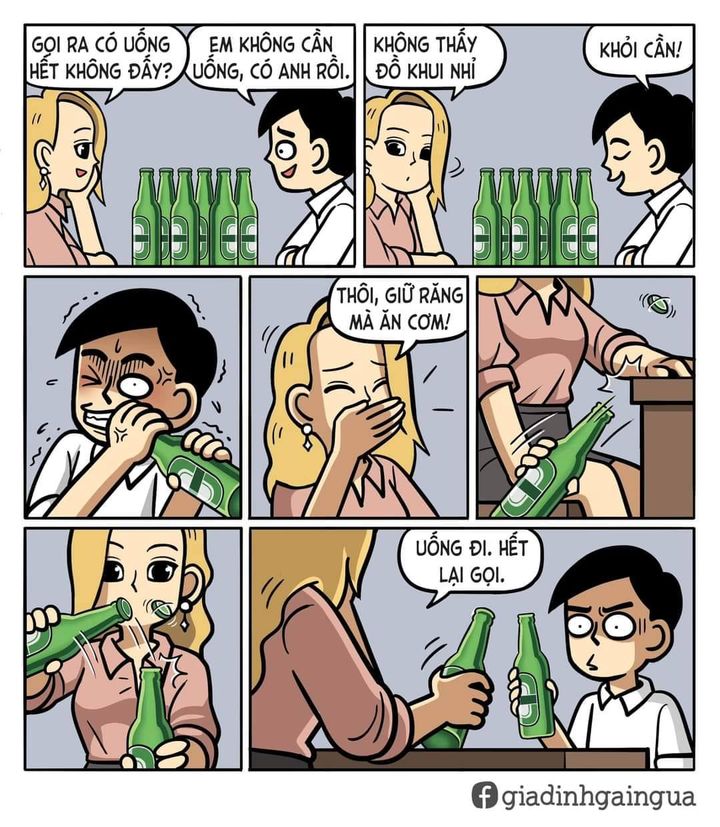 GỌI RA CÓ UỐNG
HẾT KHÔNG ĐẤY?
EM KHÔNG CẦN
UỐNG, CÓ ANH RỒI.
KHÔNG THẤY
ĐỒ KHUI NHỈ
KHỎI CẦN!
THÔI, GIỮ RĂNG
MÀ ĂN CƠM!
UỐNG ĐI. HẾT
LẠI GỌI.
giadinhgaingua